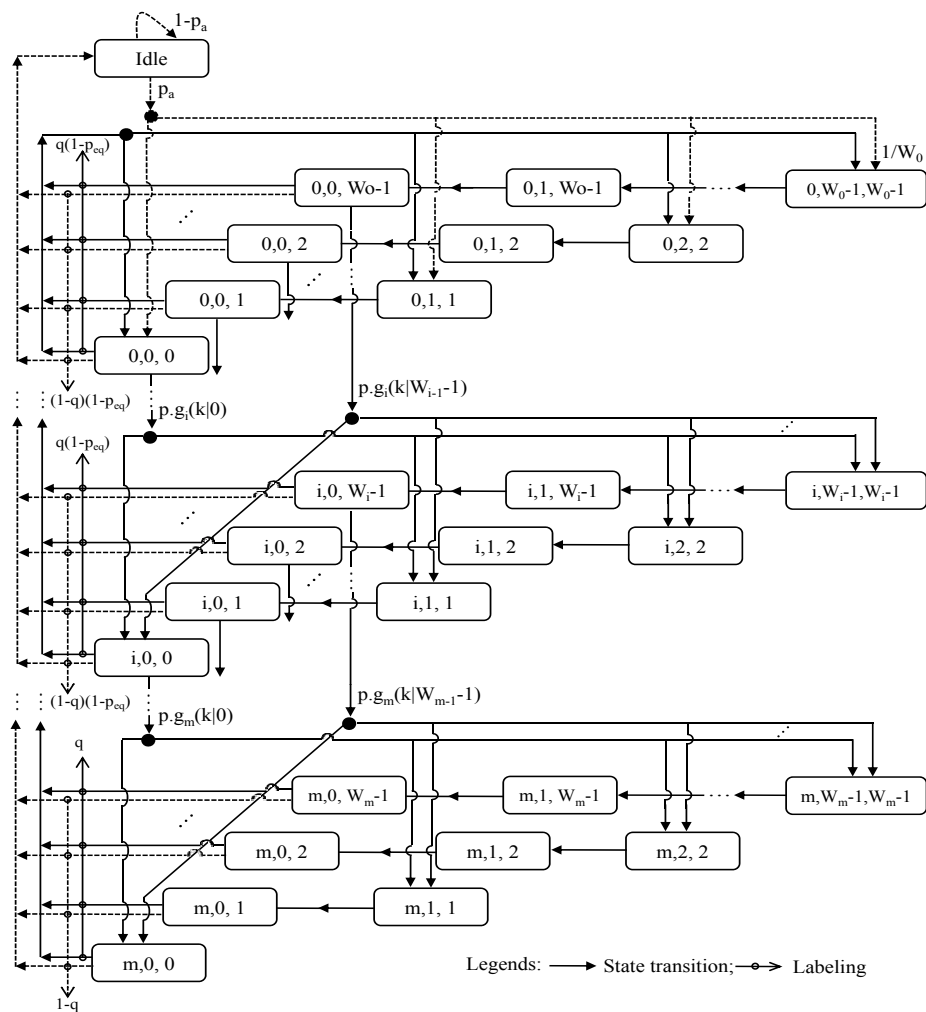 1-pₐ
Idle
pₐ
q(1-p_eq)
1/W₀
0,0, Wo-1
0,1, Wo-1
...
0,W₀-1,W₀-1
...
0,0, 2
0,1, 2
0,2, 2
...
0,0, 1
0,1, 1
0,0, 0
(1-q)(1-p_eq)
p.gᵢ(k|0)
p.gᵢ(k|Wᵢ₋₁-1)
q(1-p_eq)
...
i,0, Wᵢ-1
i,1, Wᵢ-1
...
i,Wᵢ-1,Wᵢ-1
...
i,0, 2
i,1, 2
i,2, 2
...
i,0, 1
i,1, 1
i,0, 0
(1-q)(1-p_eq)
p.gₘ(k|0)
p.gₘ(k|Wₘ₋₁-1)
q
...
m,0, Wₘ-1
m,1, Wₘ-1
...
m,Wₘ-1,Wₘ-1
...
m,0, 2
m,1, 2
m,2, 2
m,0, 1
m,1, 1
m,0, 0
1-q
Legends: State transition; Labeling